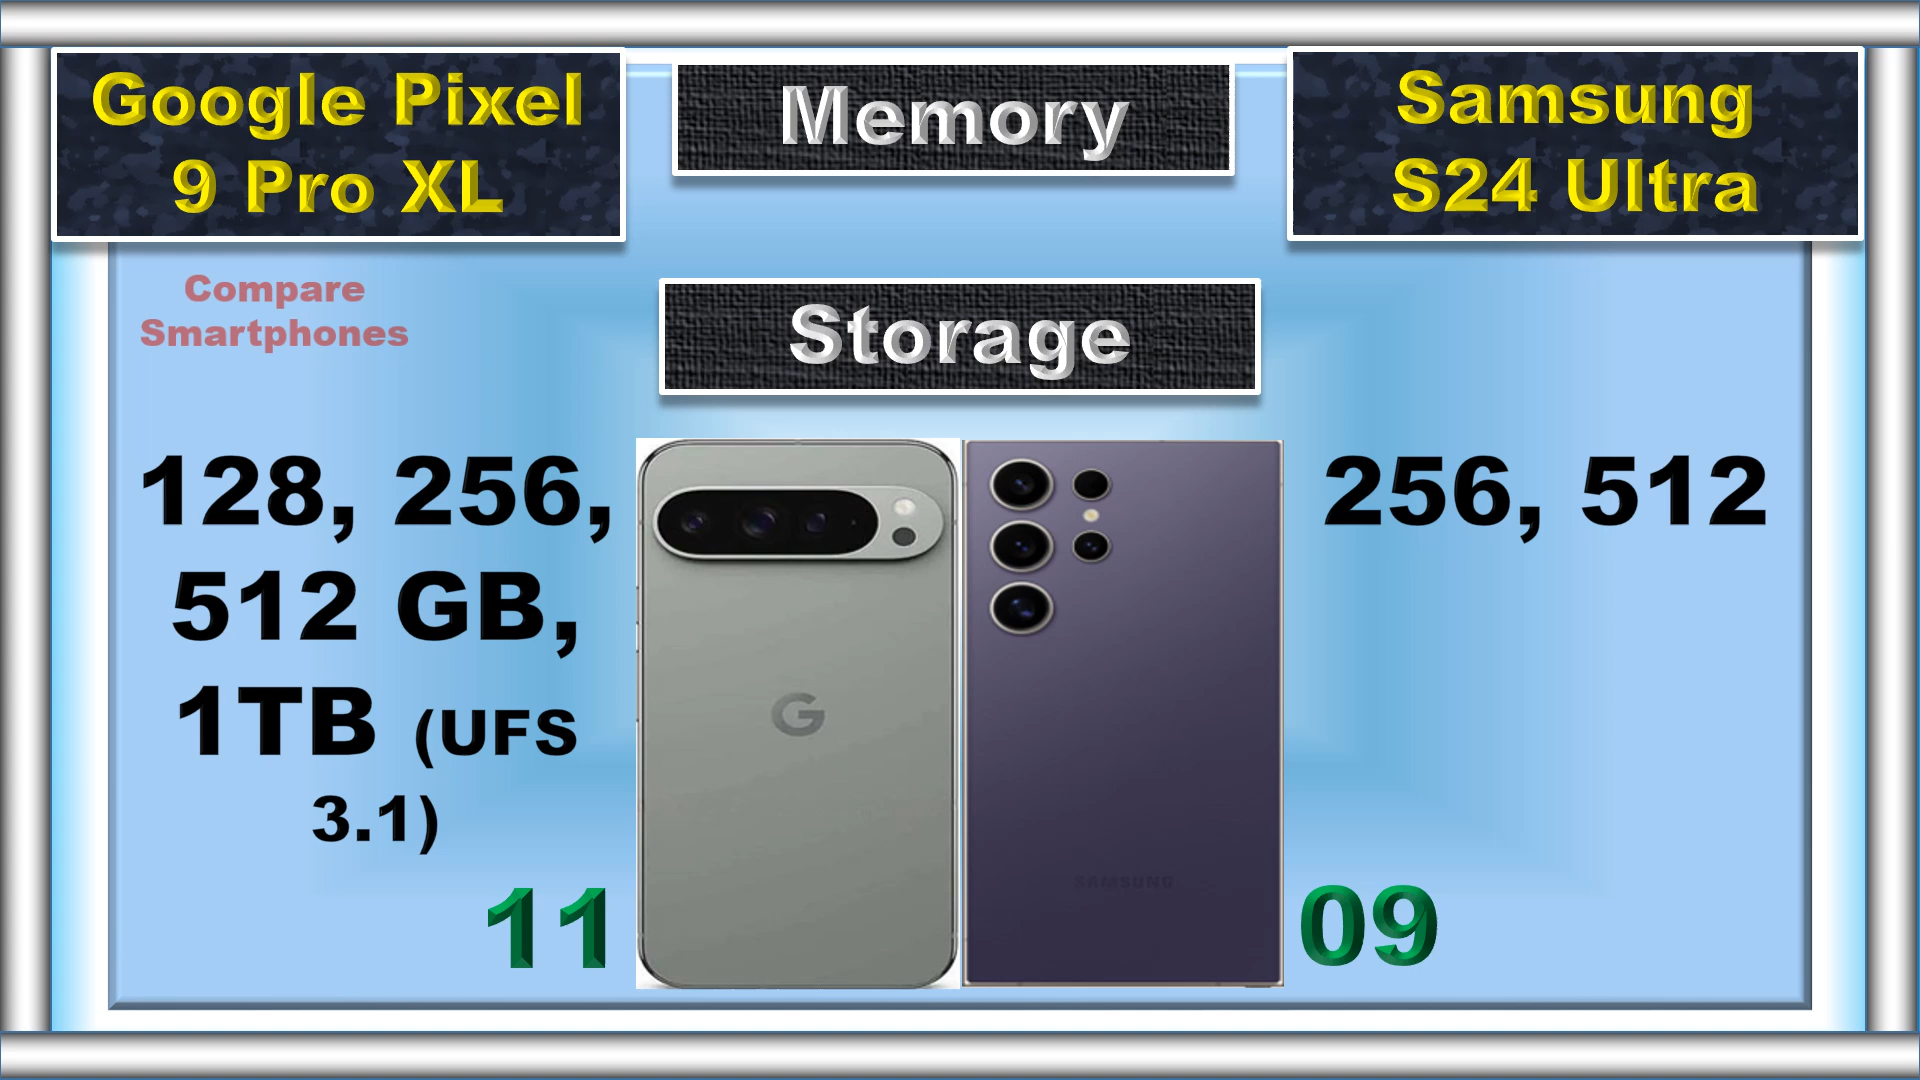 Google Pixel
9 Pro XL
Memory
Samsung
S24 Ultra
Compare
Smartphones
Storage
128, 256,
512 GB,
1TB (UFS
3.1)
256, 512
G
SAMSUNG
11
09